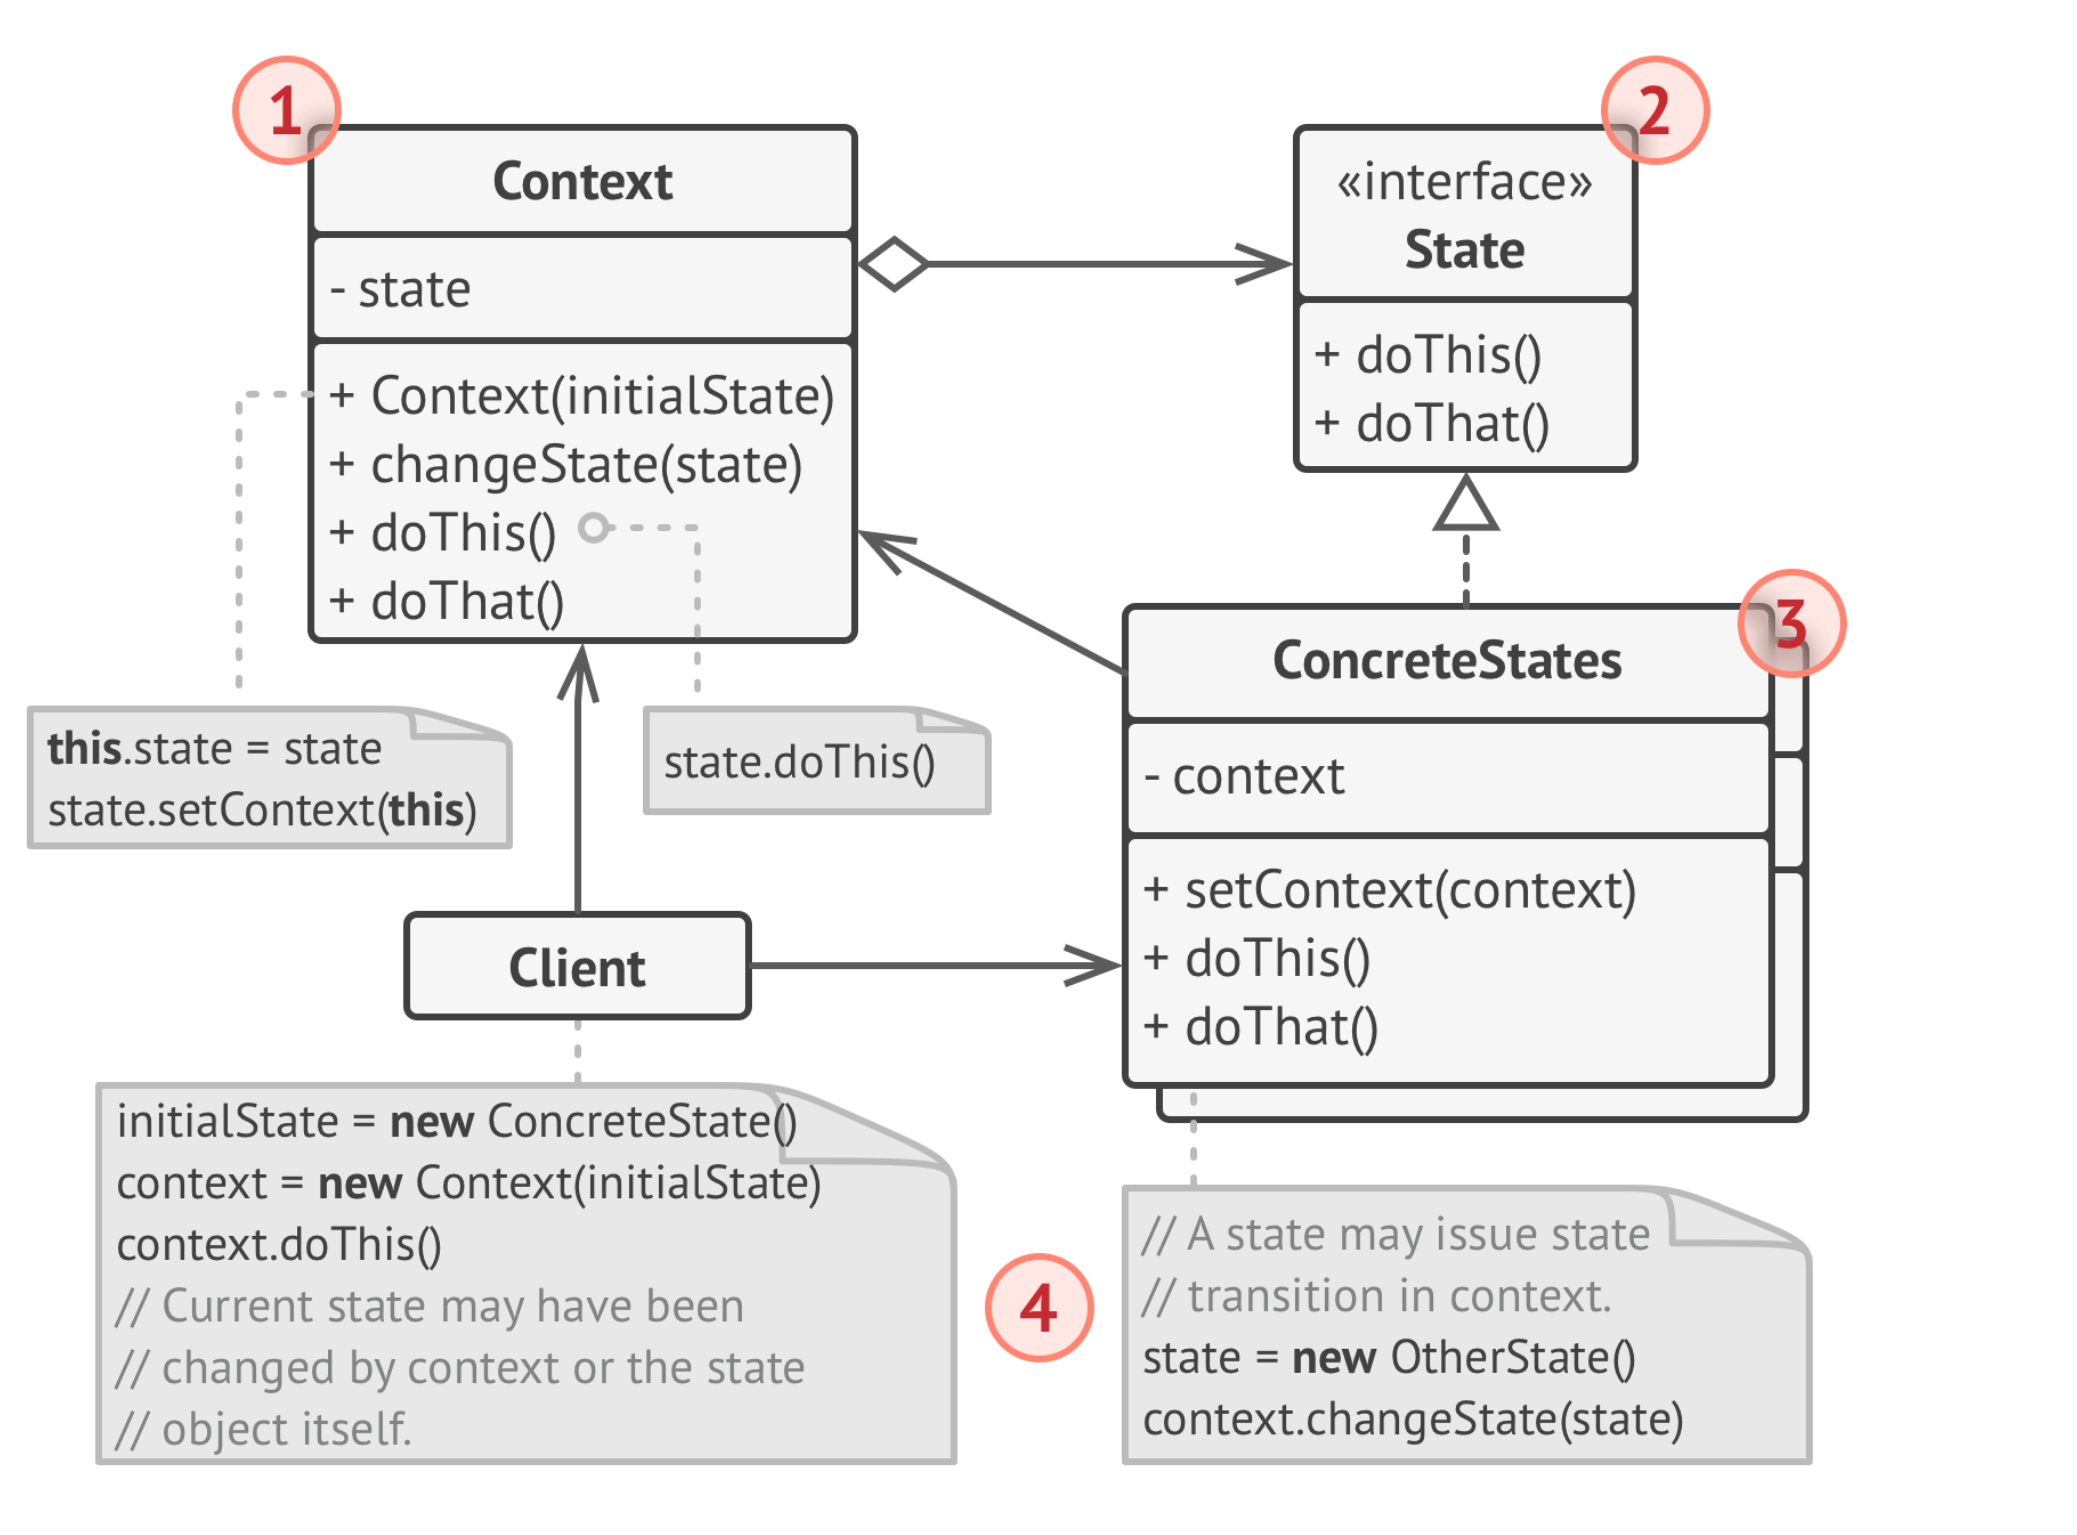 1
Context
- state
+ Context(initialState)
+ changeState(state)
+ doThis()
+ doThat()
2
«interface»
State
+ doThis()
+ doThat()
this.state = state
state.setContext(this)
state.doThis()
3
ConcreteStates
- context
+ setContext(context)
+ doThis()
+ doThat()
Client
initialState = new ConcreteState()
context = new Context(initialState)
context.doThis()
// Current state may have been
// changed by context or the state
// object itself.
4
// A state may issue state
// transition in context.
state = new OtherState()
context.changeState(state)